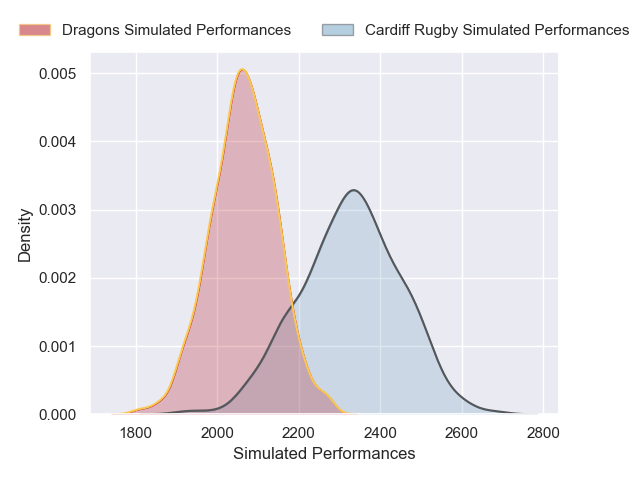 Dragons Simulated Performances
Cardiff Rugby Simulated Performances
0.005
0.004
0.003
0.002
0.001
0.000
Density
1800 2000 2200 2400 2600 2800
Simulated Performances